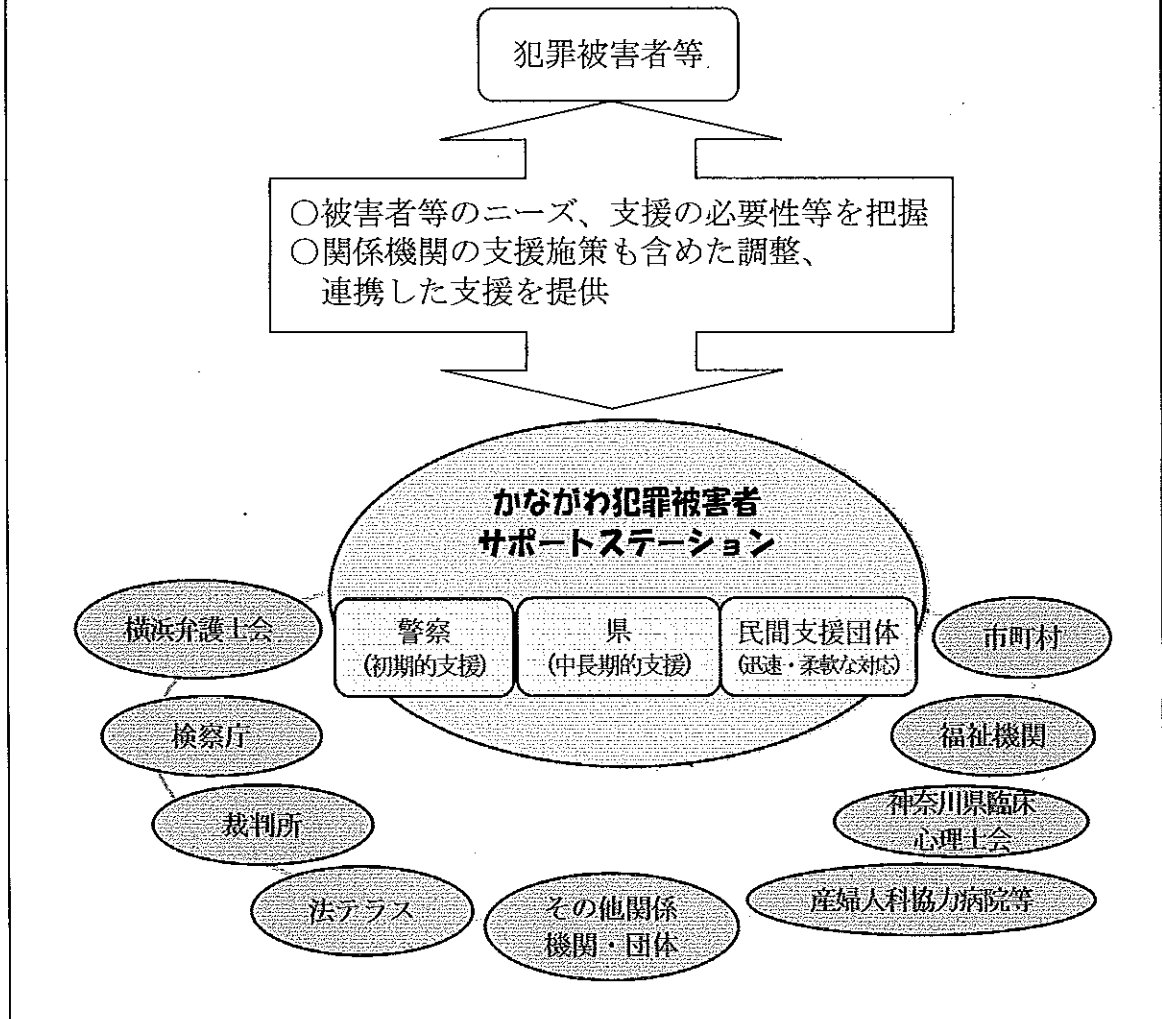 犯罪被害者等
○被害者等のニーズ、支援の必要性等を把握
○関係機関の支援施策も含めた調整、
連携した支援を提供
かながわ犯罪被害者
サポートステーション
警察
(初期的支援)
県
(中長期的支援)
民間支援団体
(迅速・柔軟な対応)
横浜弁護士会
検察庁
裁判所
法テラス
その他関係
機関・団体
市町村
福祉機関
神奈川県臨床
心理士会
産婦人科協力病院等